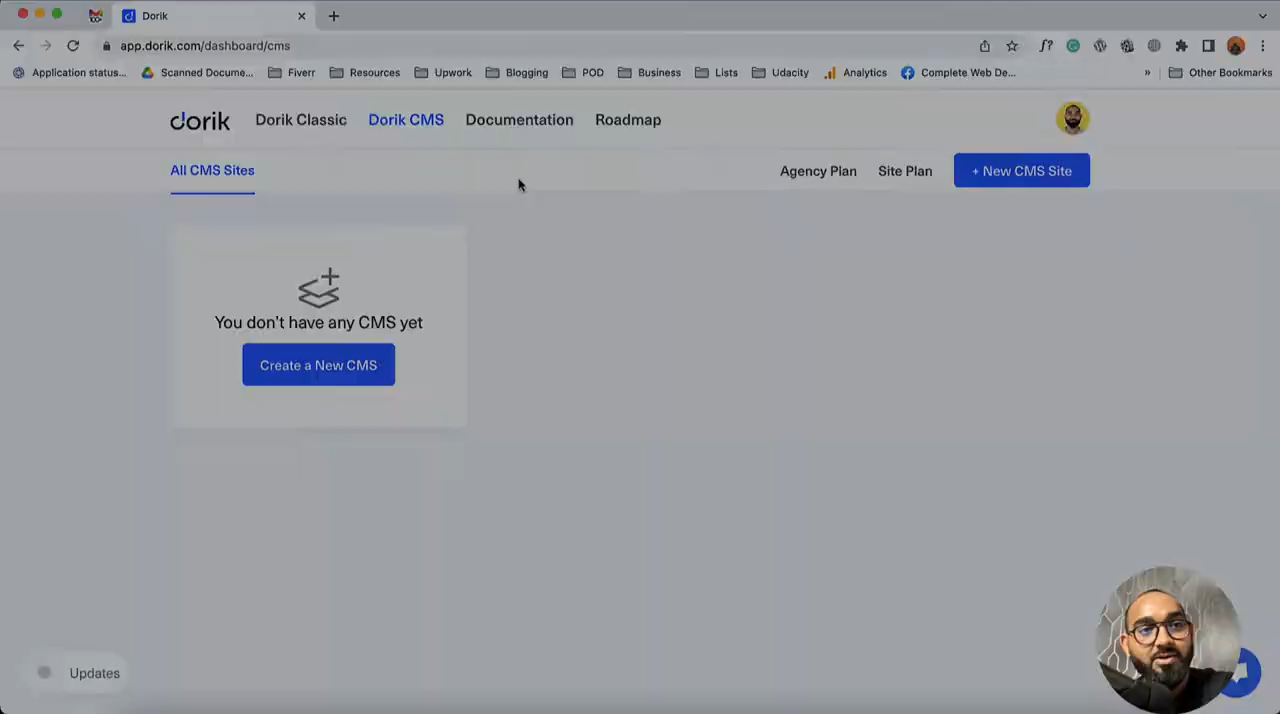 Dorik
app.dorik.com/dashboard/cms
Application status... Scanned Docume... Fiverr Resources Upwork Blogging POD Business Lists Udacity Analytics Complete Web De... » Other Bookmarks
dorik Dorik Classic Dorik CMS Documentation Roadmap
All CMS Sites Agency Plan Site Plan + New CMS Site
You don't have any CMS yet
Create a New CMS
Updates